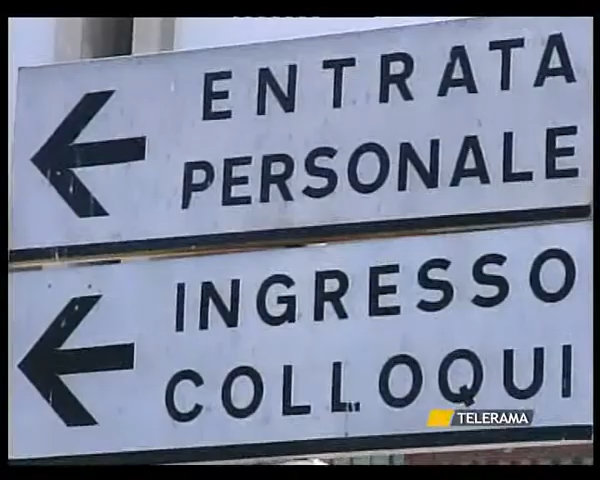 ENTRATA
PERSONALE
INGRESSO
COLLOQUI
TELERAMA